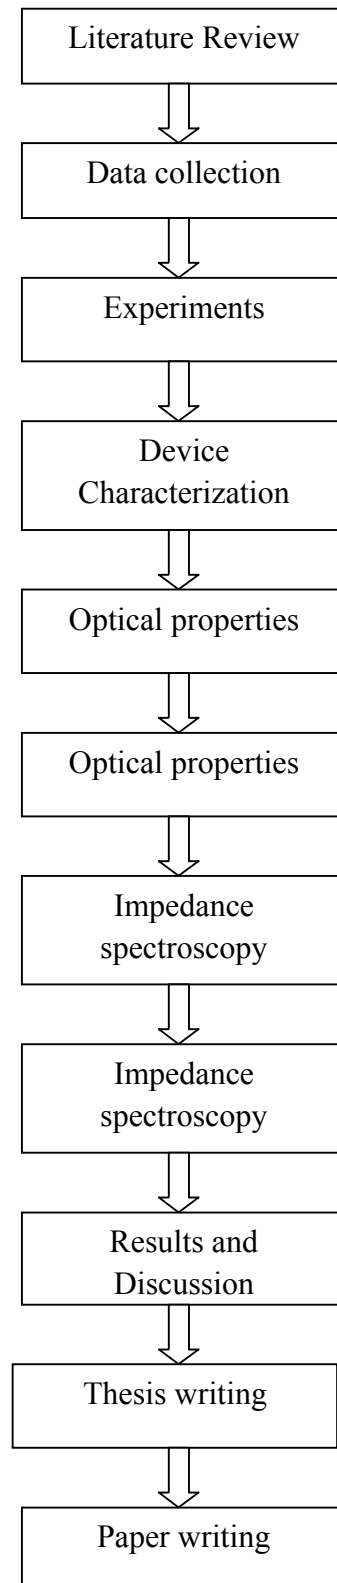 Literature Review
Data collection
Experiments
Device
Characterization
Optical properties
Optical properties
Impedance
spectroscopy
Impedance
spectroscopy
Results and
Discussion
Thesis writing
Paper writing